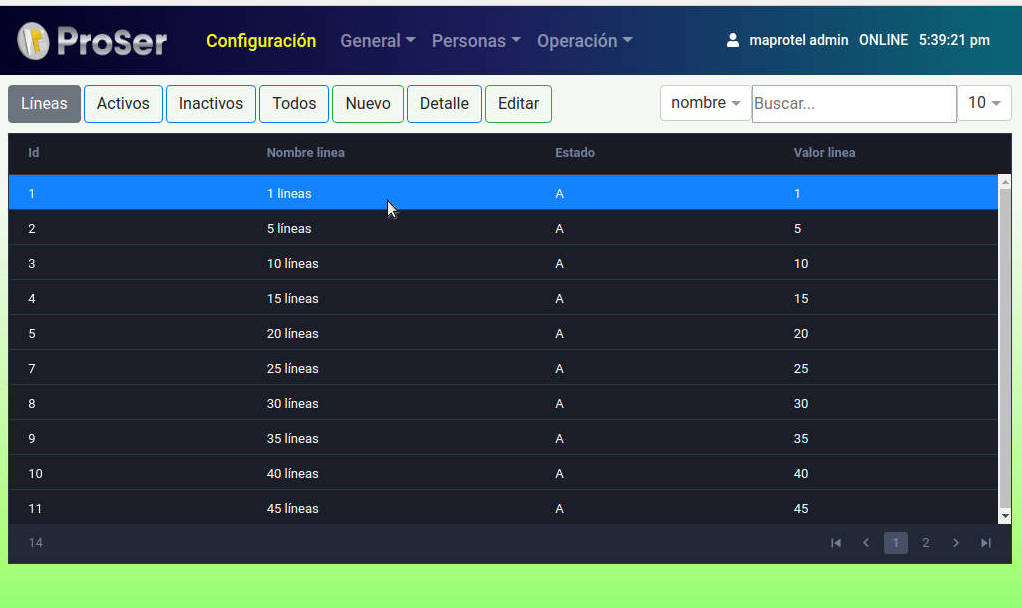 ProSer Configuración General Personas Operación maprotel admin ONLINE 5:39:21 pm
Líneas Activos Inactivos Todos Nuevo Detalle Editar nombre Buscar... 10
Id Nombre línea Estado Valor linea
1 1 lineas A 1
2 5 líneas A 5
3 10 líneas A 10
4 15 líneas A 15
5 20 líneas A 20
7 25 líneas A 25
8 30 líneas A 30
9 35 líneas A 35
10 40 líneas A 40
11 45 líneas A 45
14 1 2